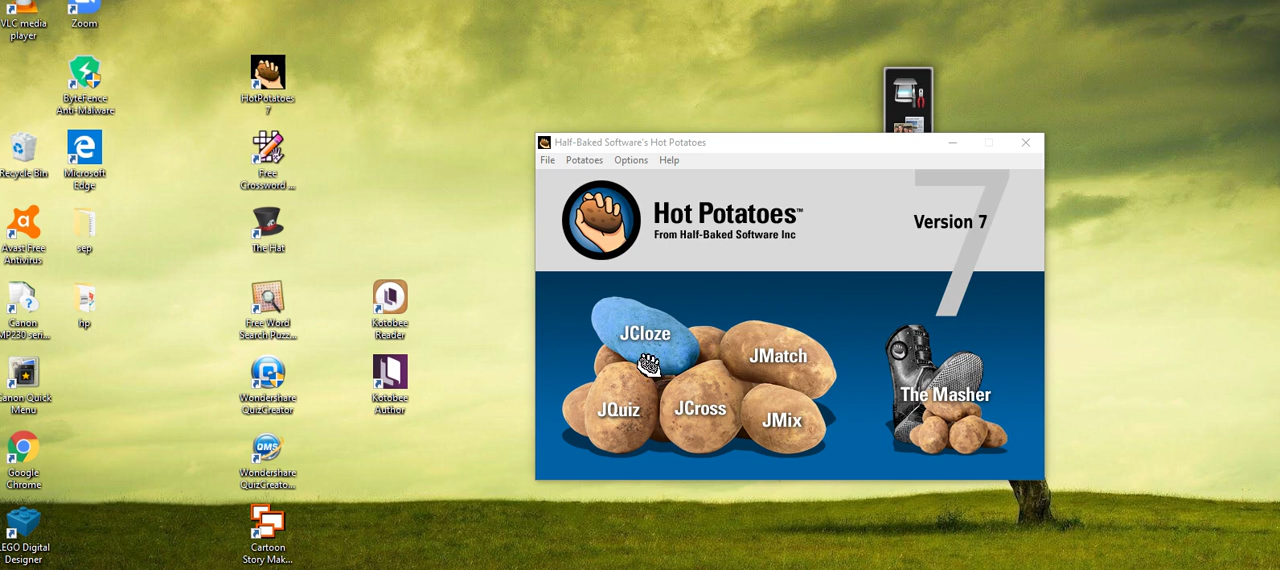 VLC media
player
Zoom
ByteFence
Anti-Malware
HotPotatoes
7
Recycle Bin
Microsoft
Edge
Free
Crossword ...
Avast Free
Antivirus
sep
The Hat
Canon
MP230 seri...
hp
Free Word
Search Puzz...
Kotobee
Reader
Canon Quick
Menu
Wondershare
QuizCreator
Kotobee
Author
Google
Chrome
QMS
Wondershare
QuizCreato...
LEGO Digital
Designer
Cartoon
Story Mak...
Half-Baked Software's Hot Potatoes
File Potatoes Options Help
Hot Potatoes™
From Half-Baked Software Inc
Version 7
7
JCloze
JMatch
JQuiz
JCross
JMix
The Masher